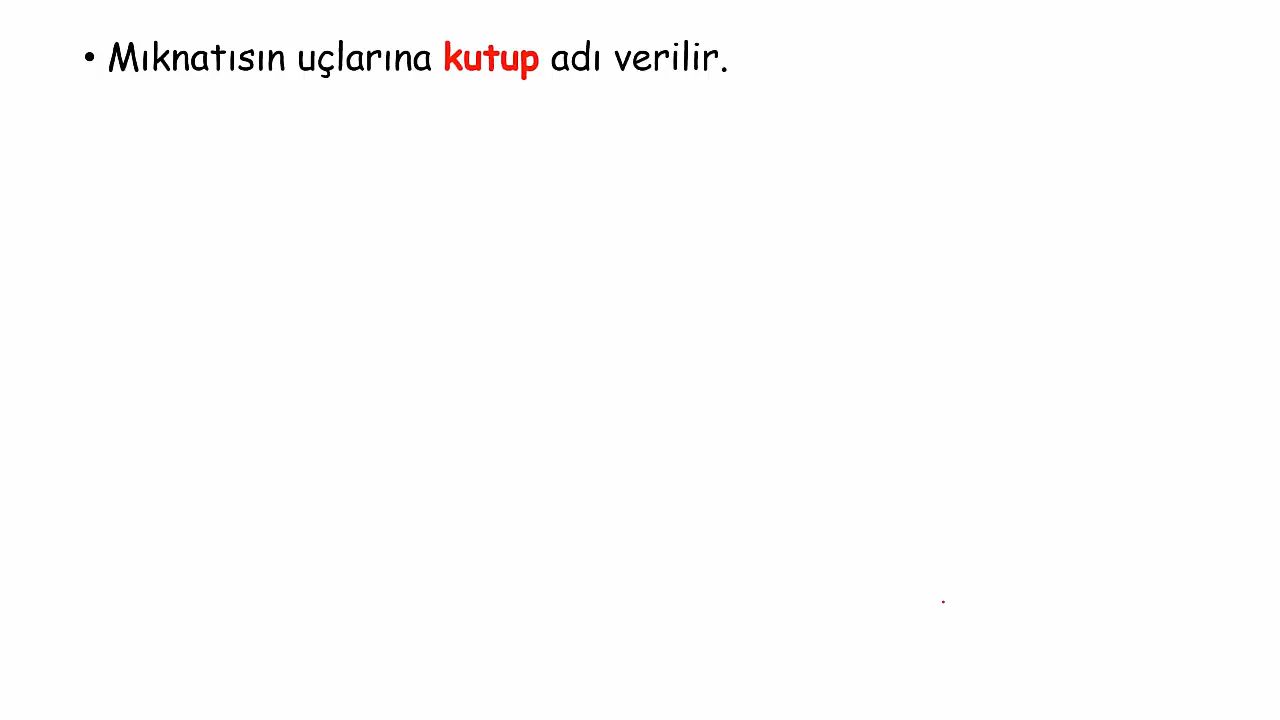 • Mıknatısın uçlarına kutup adı verilir.